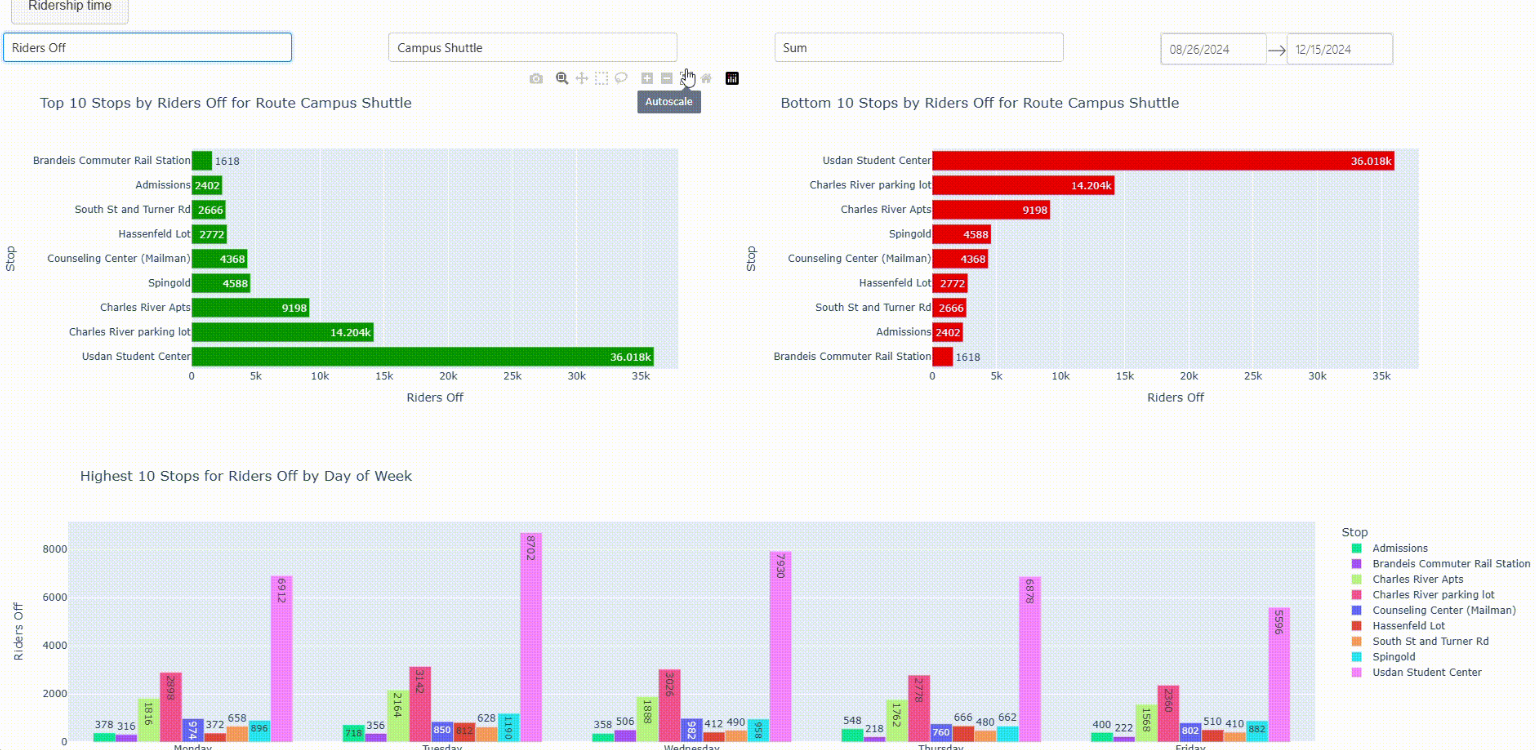 Ridership time
Riders Off
Campus Shuttle
Sum
08/26/2024
12/15/2024
Autoscale
Top 10 Stops by Riders Off for Route Campus Shuttle
Stop
Brandeis Commuter Rail Station 1618
Admissions 2402
South St and Turner Rd 2666
Hassenfeld Lot 2772
Counseling Center (Mailman) 4368
Spingold 4588
Charles River Apts 9198
Charles River parking lot 14.204k
Usdan Student Center 36.018k
0 5k 10k 15k 20k 25k 30k 35k
Riders Off
Bottom 10 Stops by Riders Off for Route Campus Shuttle
Stop
Usdan Student Center 36.018k
Charles River parking lot 14.204k
Charles River Apts 9198
Spingold 4588
Counseling Center (Mailman) 4368
Hassenfeld Lot 2772
South St and Turner Rd 2666
Admissions 2402
Brandeis Commuter Rail Station 1618
0 5k 10k 15k 20k 25k 30k 35k
Riders Off
Highest 10 Stops for Riders Off by Day of Week
Riders Off
8000
6000
4000
2000
0
378 316 1816 2898 974 372 658 896 6912
718 356 2164 3142 850 812 628 1190 8702
358 506 1888 3026 982 412 490 958 7930
548 218 1762 2778 760 666 480 662 6878
400 222 1568 2360 802 510 410 882 5596
Monday Tuesday Wednesday Thursday Friday
Stop
Admissions
Brandeis Commuter Rail Station
Charles River Apts
Charles River parking lot
Counseling Center (Mailman)
Hassenfeld Lot
South St and Turner Rd
Spingold
Usdan Student Center